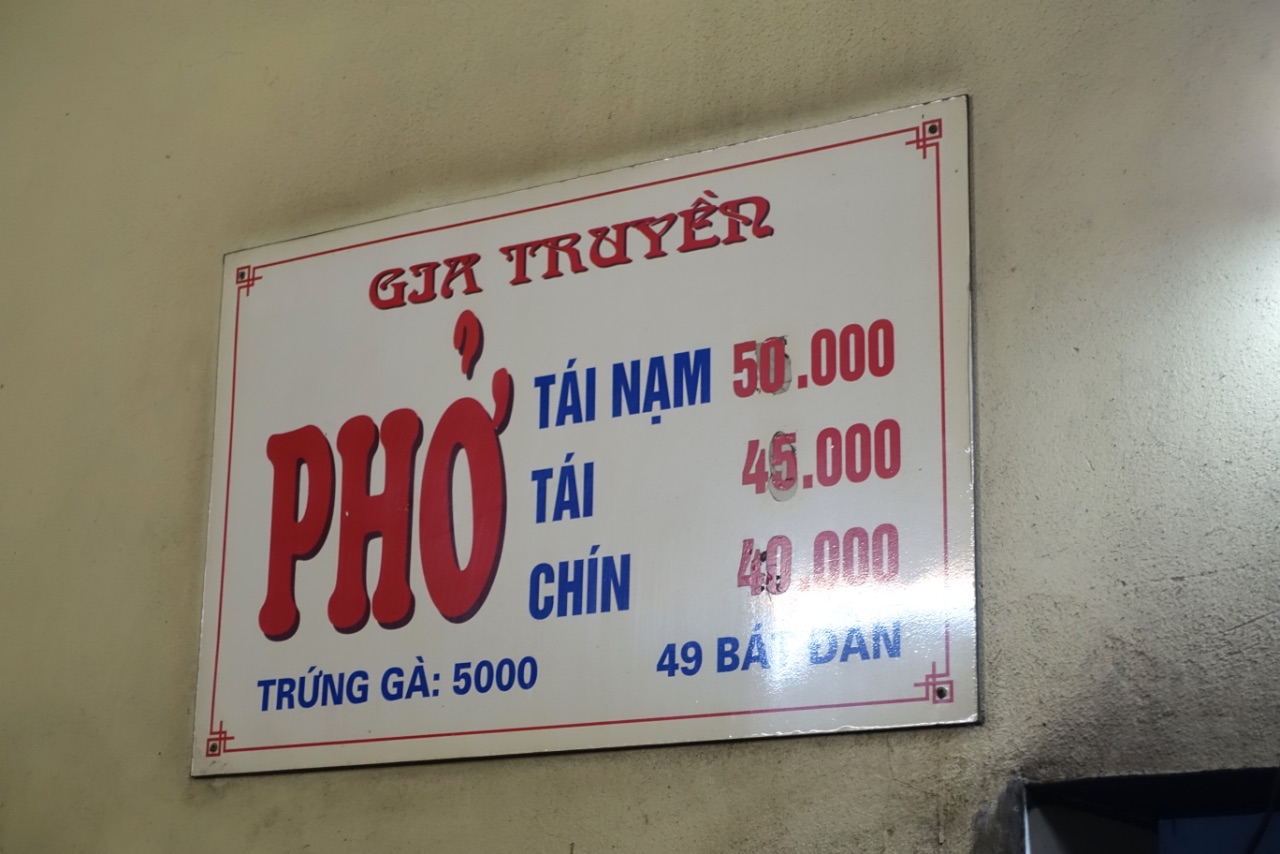 GIA TRUYỀN
PHỞ
TÁI NẠM 50.000
TÁI 45.000
CHÍN 40.000
TRỨNG GÀ: 5000
49 BÁT ĐÀN